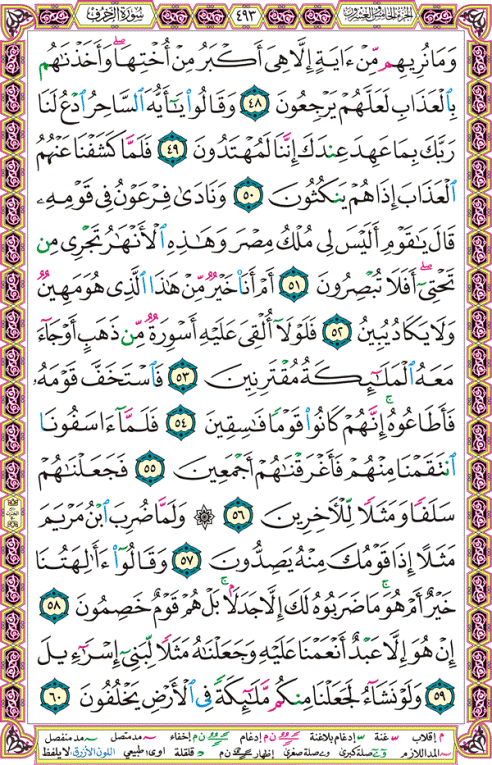 الجزء الخامس والعشرون ٤٩٣ سورة الزخرف
وَمَا نُرِيهِم مِّنْ ءَايَةٍ إِلَّا هِىَ أَكْبَرُ مِنْ أُخْتِهَا ۖ وَأَخَذْنَٰهُم
بِٱلْعَذَابِ لَعَلَّهُمْ يَرْجِعُونَ ٤٨ وَقَالُوا۟ يَٰٓأَيُّهَ ٱلسَّاحِرُ ٱدْعُ لَنَا
رَبَّكَ بِمَا عَهِدَ عِندَكَ إِنَّنَا لَمُهْتَدُونَ ٤٩ فَلَمَّا كَشَفْنَا عَنْهُمُ
ٱلْعَذَابَ إِذَا هُمْ يَنكُثُونَ ٥٠ وَنَادَىٰ فِرْعَوْنُ فِى قَوْمِهِۦ
قَالَ يَٰقَوْمِ أَلَيْسَ لِى مُلْكُ مِصْرَ وَهَٰذِهِ ٱلْأَنْهَٰرُ تَجْرِى مِن
تَحْتِىٓ ۖ أَفَلَا تُبْصِرُونَ ٥١ أَمْ أَنَا۠ خَيْرٌ مِّنْ هَٰذَا ٱلَّذِى هُوَ مَهِينٌ
وَلَا يَكَادُ يُبِينُ ٥٢ فَلَوْلَآ أُلْقِىَ عَلَيْهِ أَسْوِرَةٌ مِّن ذَهَبٍ أَوْ جَآءَ
مَعَهُ ٱلْمَلَٰٓئِكَةُ مُقْتَرِنِينَ ٥٣ فَٱسْتَخَفَّ قَوْمَهُۥ
فَأَطَاعُوهُ ۚ إِنَّهُمْ كَانُوا۟ قَوْمًا فَٰسِقِينَ ٥٤ فَلَمَّآ ءَاسَفُونَا
ٱنتَقَمْنَا مِنْهُمْ فَأَغْرَقْنَٰهُمْ أَجْمَعِينَ ٥٥ فَجَعَلْنَٰهُمْ
سَلَفًا وَمَثَلًا لِّلْءَاخِرِينَ ٥٦ ۞ وَلَمَّا ضُرِبَ ٱبْنُ مَرْيَمَ
مَثَلًا إِذَا قَوْمُكَ مِنْهُ يَصِدُّونَ ٥٧ وَقَالُوٓا۟ ءَأَٰلِهَتُنَا
خَيْرٌ أَمْ هُوَ ۚ مَا ضَرَبُوهُ لَكَ إِلَّا جَدَلًۢا ۚ بَلْ هُمْ قَوْمٌ خَصِمُونَ ٥٨
إِنْ هُوَ إِلَّا عَبْدٌ أَنْعَمْنَا عَلَيْهِ وَجَعَلْنَٰهُ مَثَلًا لِّبَنِىٓ إِسْرَٰٓءِيلَ
٥٩ وَلَوْ نَشَآءُ لَجَعَلْنَا مِنكُم مَّلَٰٓئِكَةً فِى ٱلْأَرْضِ يَخْلُفُونَ ٦٠
م إقلاب غنة إدغام بلاغنة ن م إدغام ن م إخفاء مد متصل مد منفصل
المد اللازم صلة كبرى وصلة صغرى إظهار قلقلة اوى طبيعي اللون الأزرق لا يلفظ